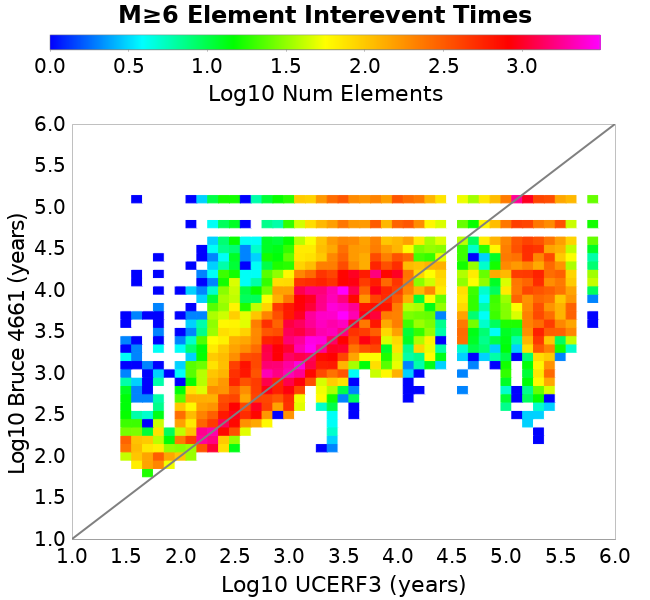 M≥6 Element Interevent Times
0.0 0.5 1.0 1.5 2.0 2.5 3.0
Log10 Num Elements
Log10 Bruce 4661 (years)
6.0
5.5
5.0
4.5
4.0
3.5
3.0
2.5
2.0
1.5
1.0
1.0 1.5 2.0 2.5 3.0 3.5 4.0 4.5 5.0 5.5 6.0
Log10 UCERF3 (years)